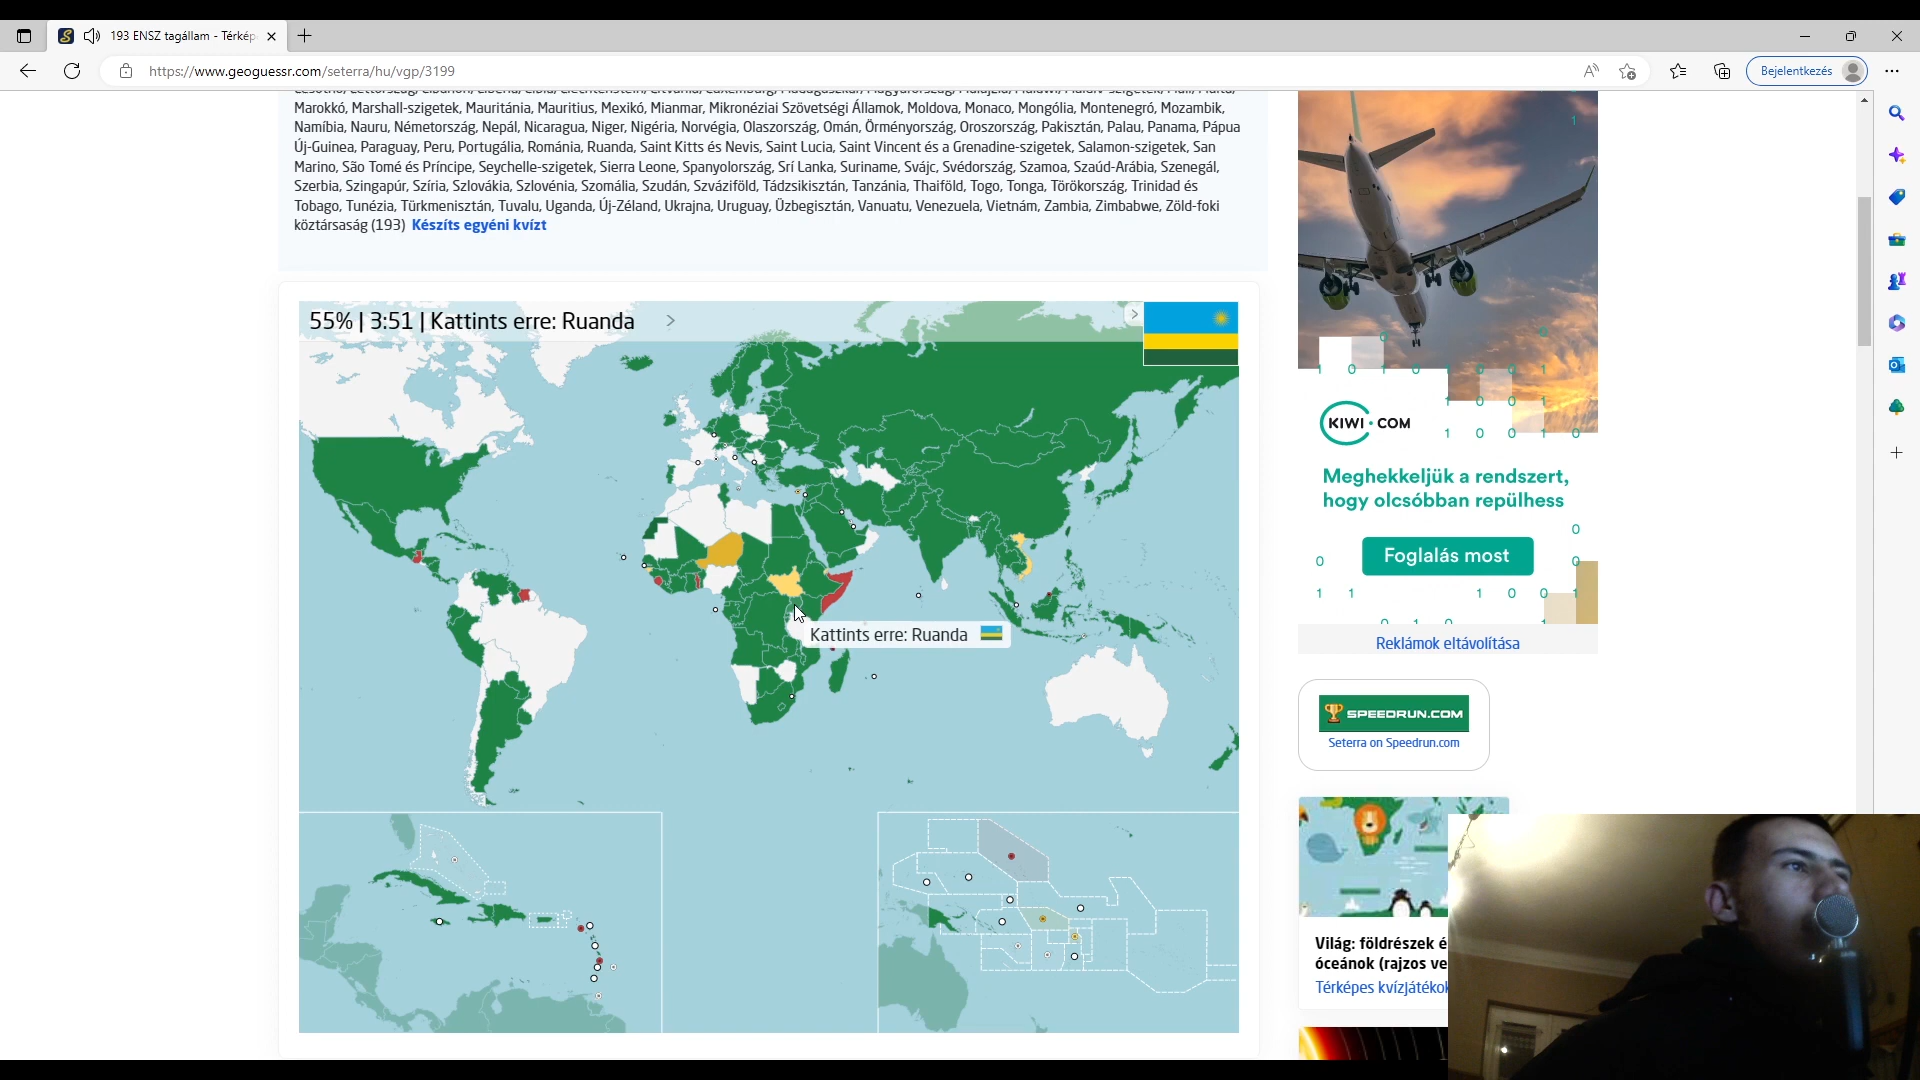 193 ENSZ tagállam - Térkép
https://www.geoguessr.com/seterra/hu/vgp/3199
Bejelentkezés
Marokkó, Marshall-szigetek, Mauritánia, Mauritius, Mexikó, Mianmar, Mikronéziai Szövetségi Államok, Moldova, Monaco, Mongólia, Montenegró, Mozambik,
Namíbia, Nauru, Németország, Nepál, Nicaragua, Niger, Nigéria, Norvégia, Olaszország, Omán, Örményország, Oroszország, Pakisztán, Palau, Panama, Pápua
Új-Guinea, Paraguay, Peru, Portugália, Románia, Ruanda, Saint Kitts és Nevis, Saint Lucia, Saint Vincent és a Grenadine-szigetek, Salamon-szigetek, San
Marino, São Tomé és Príncipe, Seychelle-szigetek, Sierra Leone, Spanyolország, Srí Lanka, Suriname, Svájc, Svédország, Szamoa, Szaúd-Arábia, Szenegál,
Szerbia, Szingapúr, Szíria, Szlovákia, Szlovénia, Szomália, Szudán, Szváziföld, Tádzsikisztán, Tanzánia, Thaiföld, Togo, Tonga, Törökország, Trinidad és
Tobago, Tunézia, Türkmenisztán, Tuvalu, Uganda, Új-Zéland, Ukrajna, Uruguay, Üzbegisztán, Vanuatu, Venezuela, Vietnám, Zambia, Zimbabwe, Zöld-foki
köztársaság (193) Készíts egyéni kvízt
55% | 3:51 | Kattints erre: Ruanda
Kattints erre: Ruanda
KIWI.COM
Meghekkeljük a rendszert,
hogy olcsóbban repülhess
Foglalás most
Reklámok eltávolítása
SPEEDRUN.COM
Seterra on Speedrun.com
Világ: földrészek é
óceánok (rajzos ve
Térképes kvízjátékok